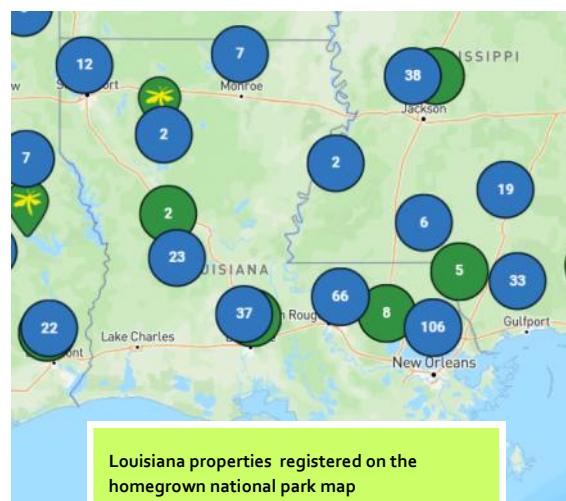 7
12
38
ISSIPPI
Monroe
Jackson
2
7
2
19
2
6
23
UISIANA
5
33
66
37
8
22
106
Lake Charles
Gulfport
New Orleans
Louisiana properties registered on the
homegrown national park map